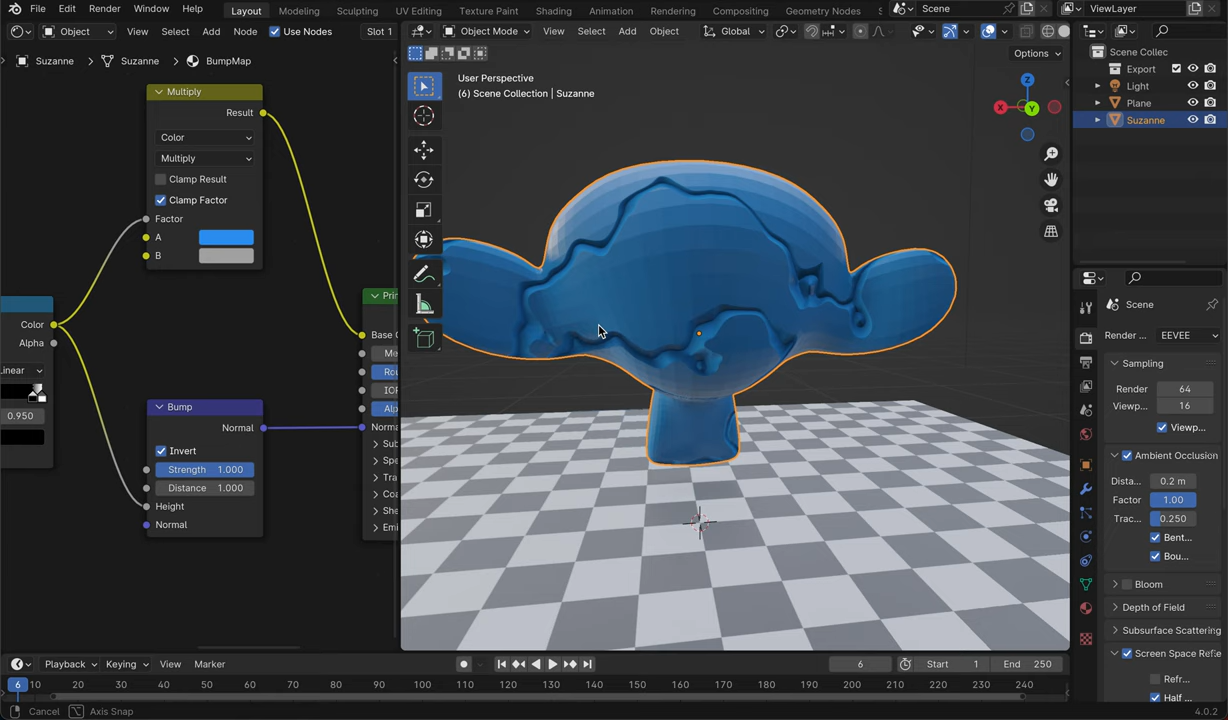 File Edit Render Window Help Layout Modeling Sculpting UV Editing Texture Paint Shading Animation Rendering Compositing Geometry Nodes Scene ViewLayer
Object View Select Add Node Use Nodes Slot 1
Object Mode View Select Add Object Global
Options
Suzanne Suzanne BumpMap
User Perspective
(6) Scene Collection | Suzanne
Multiply
Result
Color
Multiply
Clamp Result
Clamp Factor
Factor
A
B
Color
Alpha
Linear
0.950
Bump
Normal
Invert
Strength 1.000
Distance 1.000
Height
Normal
Prin
Base C
Me
Rou
IOR
Alp
Norma
Sub
Spe
Tra
Coa
She
Emi
X
Y
Z
Scene Collec
Export
Light
Plane
Suzanne
Scene
Render ... EEVEE
Sampling
Render 64
Viewp... 16
Viewp...
Ambient Occlusion
Dista... 0.2 m
Factor 1.00
Trac... 0.250
Bent...
Bou...
Bloom
Depth of Field
Subsurface Scattering
Screen Space Refle
Refr...
Half ...
Playback Keying View Marker
6 Start 1 End 250
6 10 20 30 40 50 60 70 80 90 100 110 120 130 140 150 160 170 180 190 200 210 220 230 240
Cancel Axis Snap 4.0.2